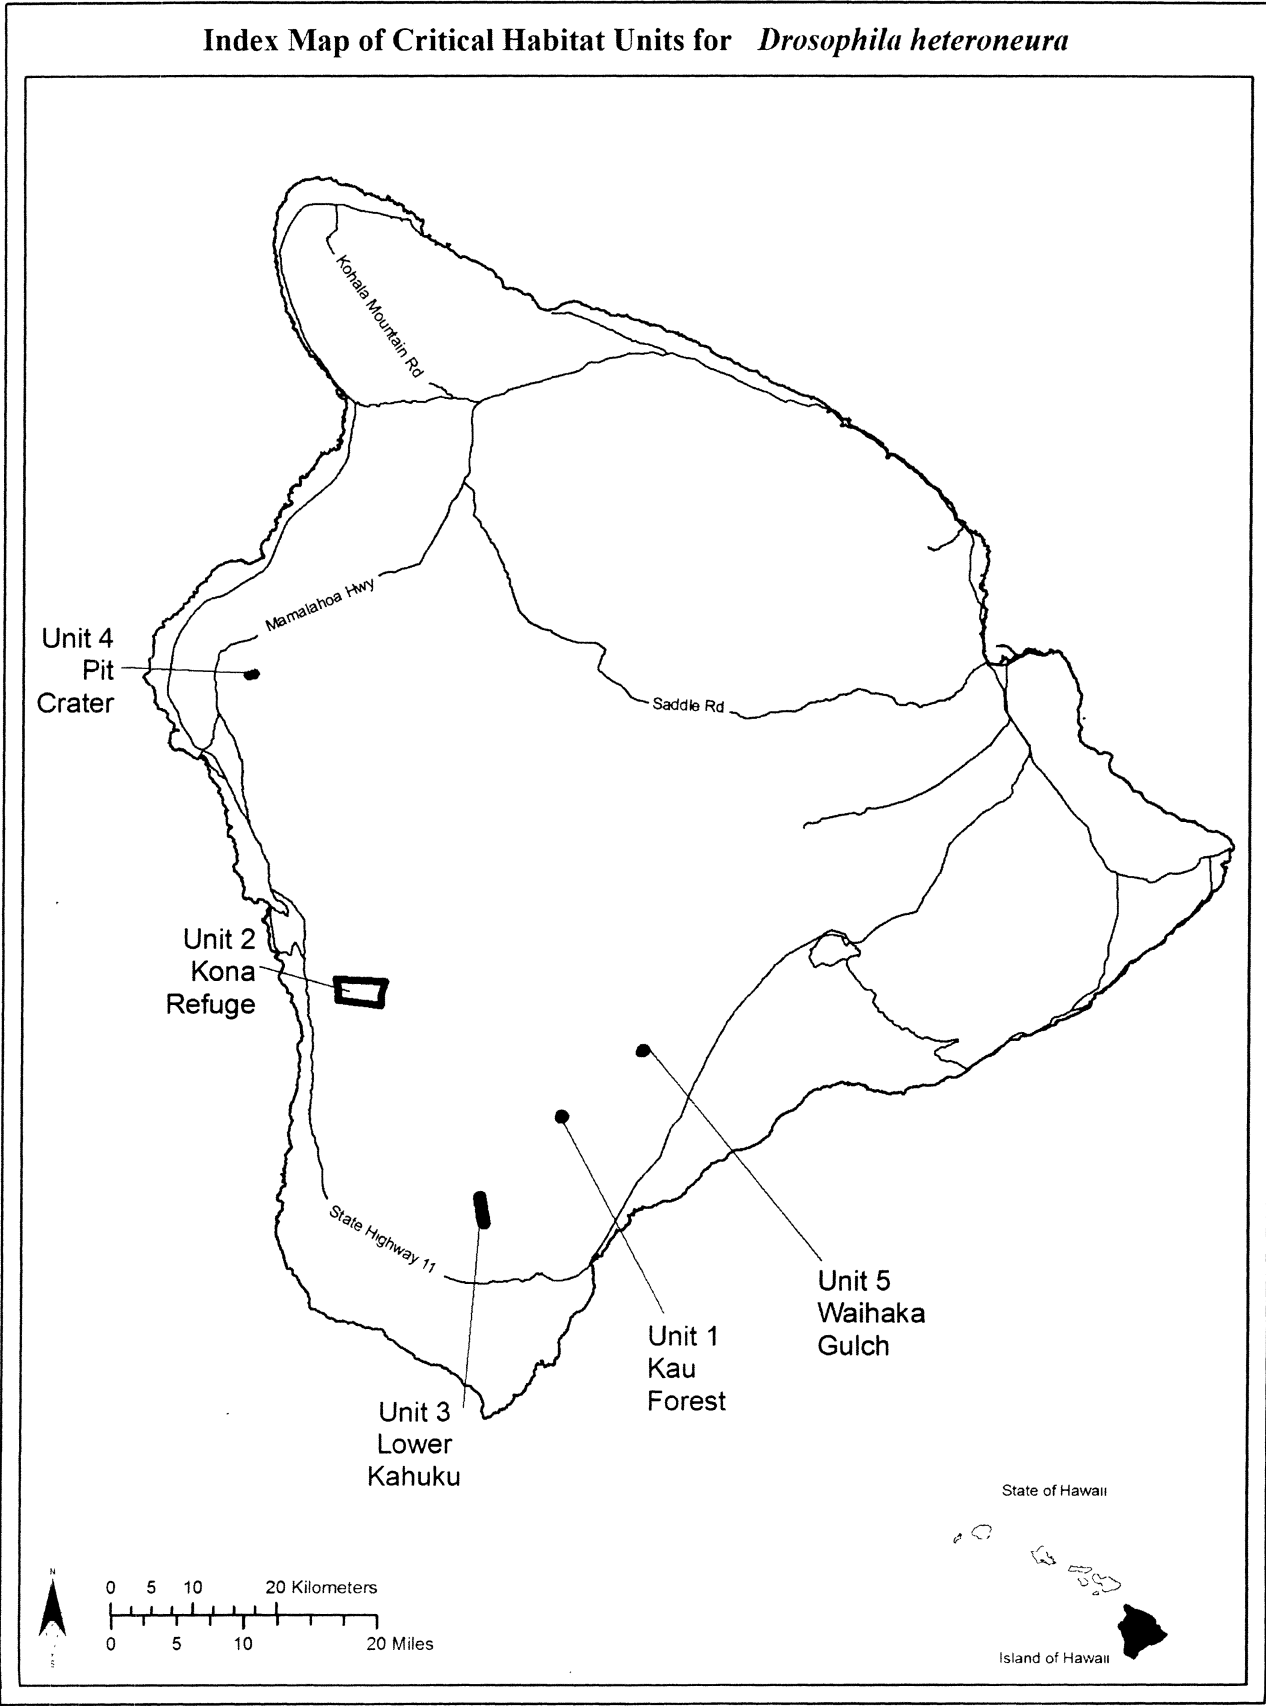 Index Map of Critical Habitat Units for Drosophila heteroneura
Kohala Mountain Rd
Mamalahoa Hwy
Unit 4
Pit
Crater
Saddle Rd
Unit 2
Kona
Refuge
State Highway 11
Unit 5
Waihaka
Gulch
Unit 1
Kau
Forest
Unit 3
Lower
Kahuku
State of Hawaii
Island of Hawaii
N
S
0 5 10 20 Kilometers
0 5 10 20 Miles